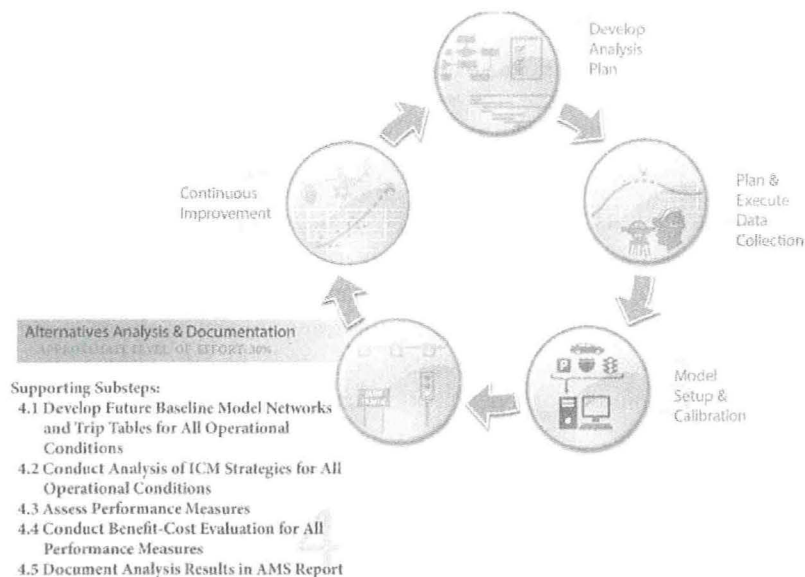 Develop
Analysis
Plan
Continuous
Improvement
Plan &
Execute
Data
Collection
Alternatives Analysis & Documentation
APPROXIMATE LEVEL OF EFFORT: 30%
Model
Setup &
Calibration
Supporting Substeps:
4.1 Develop Future Baseline Model Networks
and Trip Tables for All Operational
Conditions
4.2 Conduct Analysis of ICM Strategies for All
Operational Conditions
4.3 Assess Performance Measures
4.4 Conduct Benefit-Cost Evaluation for All
Performance Measures
4.5 Document Analysis Results in AMS Report
4
P